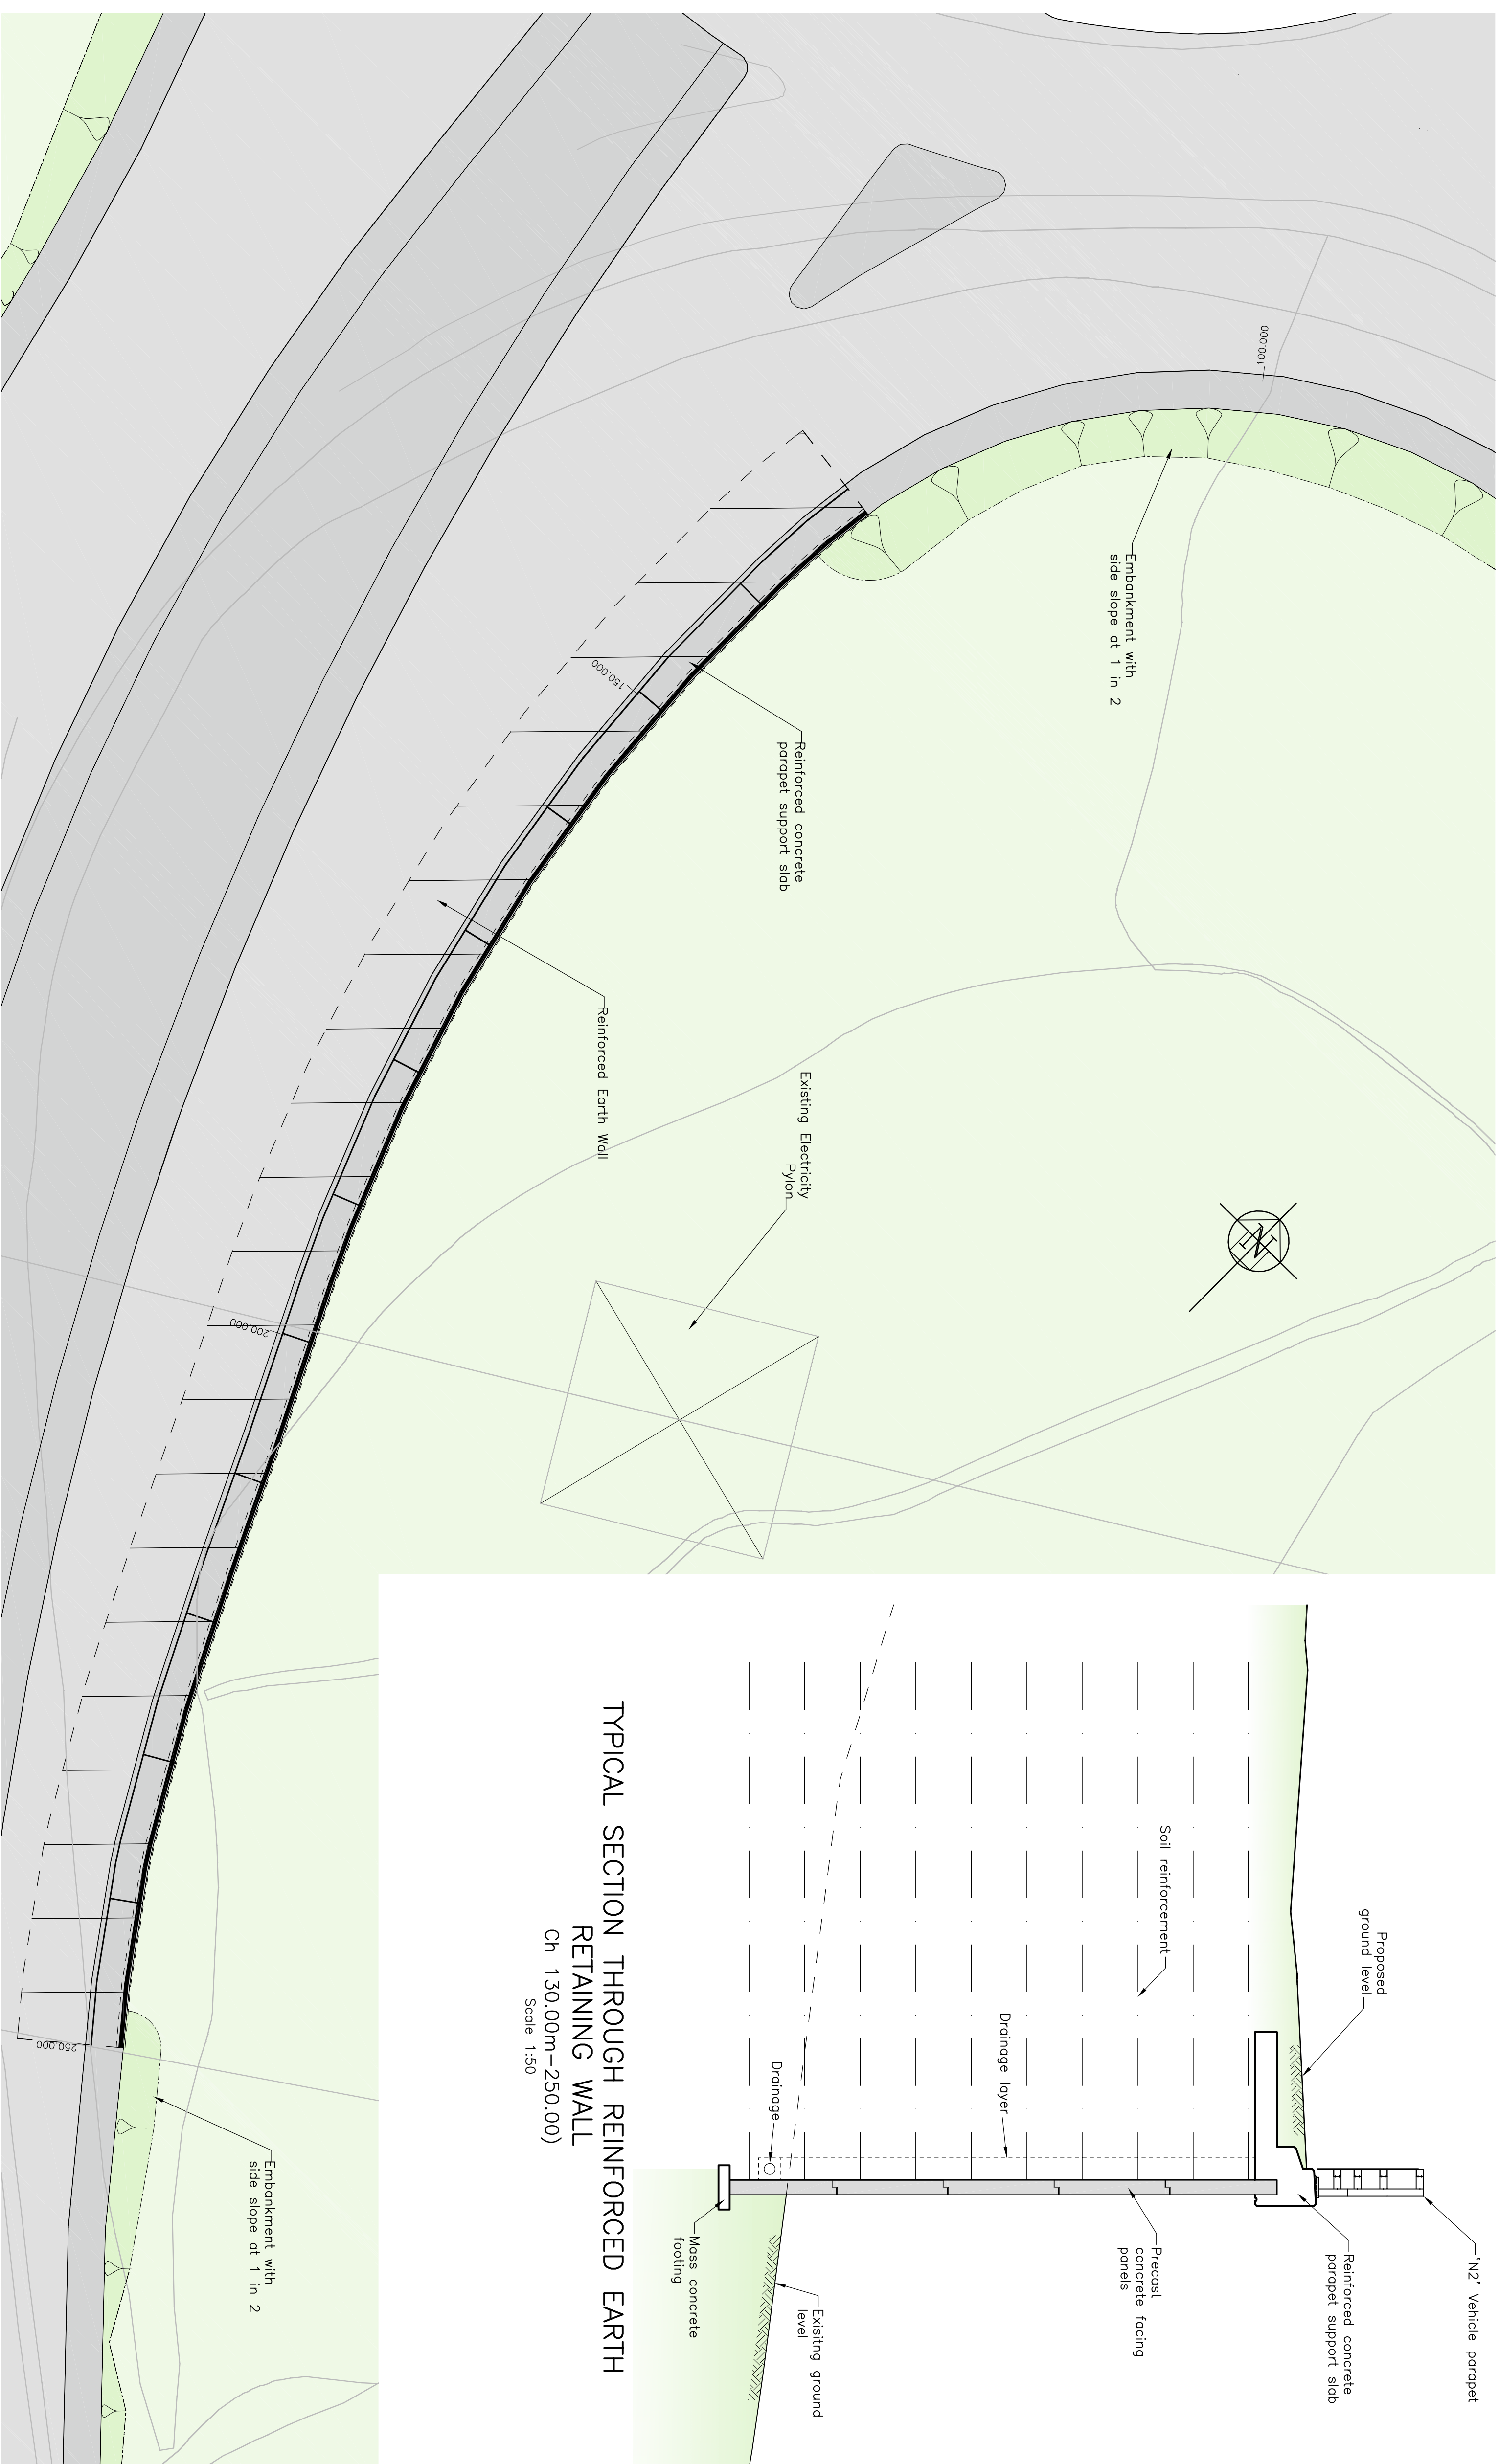 100.000
Embankment with
side slope at 1 in 2
150.000
Reinforced concrete
parapet support slab
Reinforced Earth Wall
Existing Electricity
Pylon
N
200.000
250.000
Embankment with
side slope at 1 in 2
'N2' Vehicle parapet
Proposed
ground level
Reinforced concrete
parapet support slab
Soil reinforcement
Precast
concrete facing
panels
Drainage layer
Drainage
Exisitng ground
level
Mass concrete
footing
TYPICAL SECTION THROUGH REINFORCED EARTH
RETAINING WALL
Ch 130.00m-250.00)
Scale 1:50